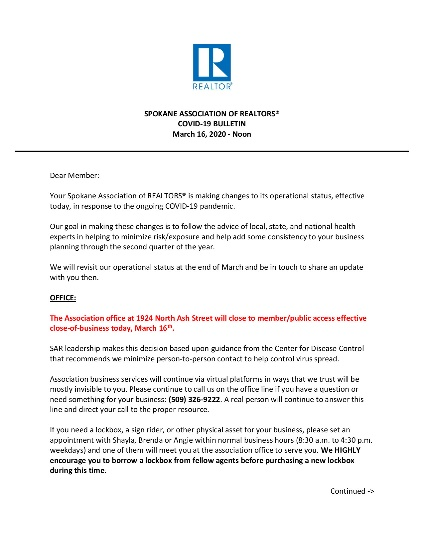 REALTOR®
SPOKANE ASSOCIATION OF REALTORS®
COVID-19 BULLETIN
March 16, 2020 - Noon
Dear Member:
Your Spokane Association of REALTORS® is making changes to its operational status, effective
today, in response to the ongoing COVID-19 pandemic.
Our goal in making these changes is to follow the advice of local, state, and national health
experts in helping to minimize risk/exposure and help add some consistency to your business
planning through the second quarter of the year.
We will revisit our operational status at the end of March and be in touch to share an update
with you then.
OFFICE:
The Association office at 1924 North Ash Street will close to member/public access effective
close-of-business today, March 16th.
SAR leadership makes this decision based upon guidance from the Center for Disease Control
that recommends we minimize person-to-person contact to help control virus spread.
Association business services will continue via virtual platforms in ways that we trust will be
mostly invisible to you. Please continue to call us on the office line if you have a question or
need something for your business: (509) 326-9222. A real person will continue to answer this
line and direct your call to the proper resource.
If you need a lockbox, a sign rider, or other physical asset for your business, please set an
appointment with Shayla, Brenda or Angie within normal business hours (8:30 a.m. to 4:30 p.m.
weekdays) and one of them will meet you at the association office to serve you. We HIGHLY
encourage you to borrow a lockbox from fellow agents before purchasing a new lockbox
during this time.
Continued ->